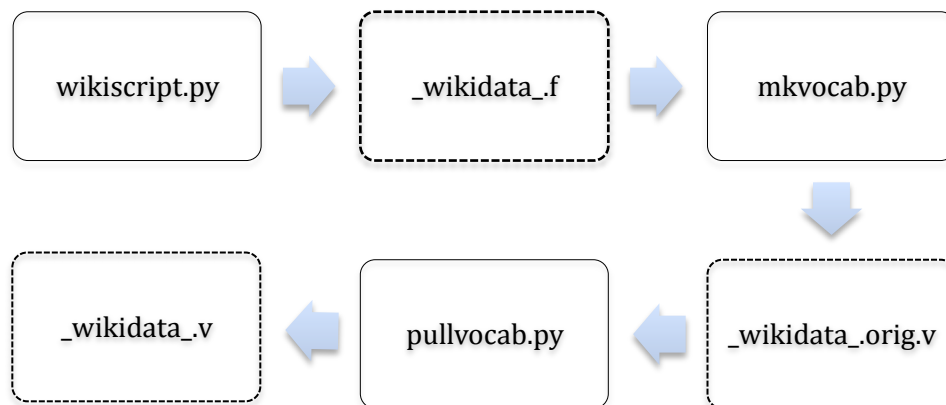 wikiscript.py
_wikidata_.f
mkvocab.py
_wikidata_.v
pullvocab.py
_wikidata_.orig.v